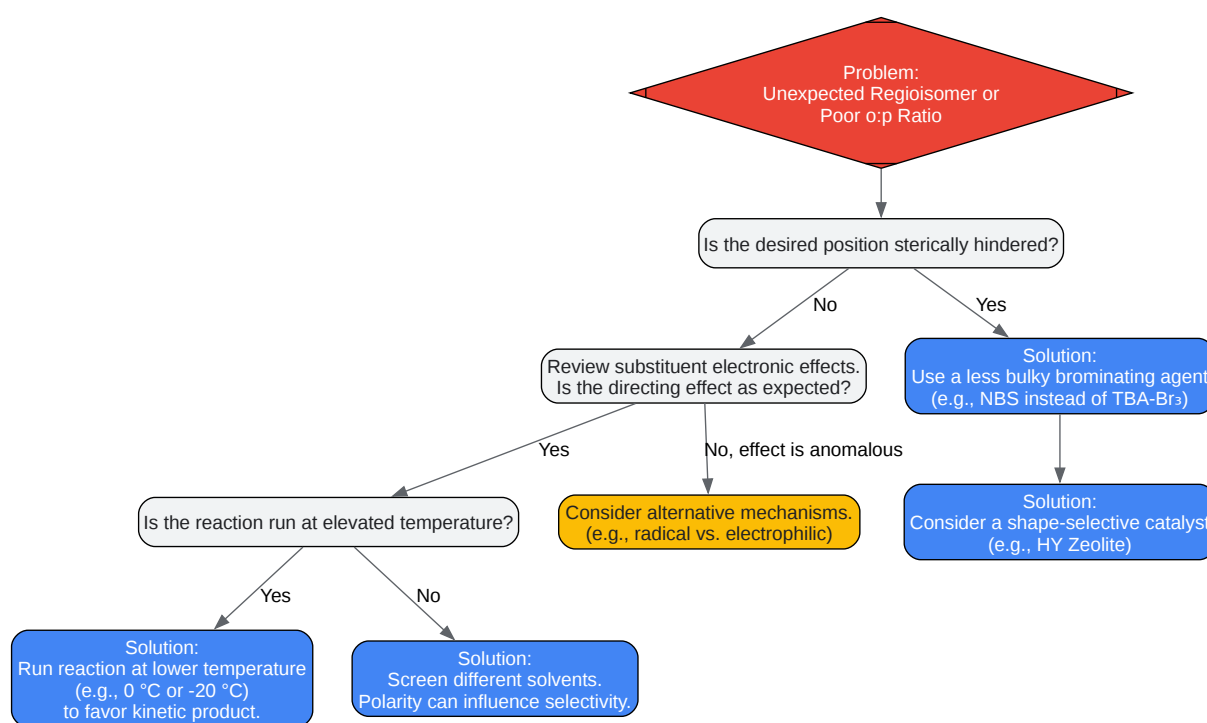 Problem:
Unexpected Regioisomer or
Poor o:p Ratio
Is the desired position sterically hindered?
No
Yes
Review substituent electronic effects.
Is the directing effect as expected?
Solution:
Use a less bulky brominating agent
(e.g., NBS instead of TBA-Br₃)
Yes
No, effect is anomalous
Is the reaction run at elevated temperature?
Consider alternative mechanisms.
(e.g., radical vs. electrophilic)
Solution:
Consider a shape-selective catalyst
(e.g., HY Zeolite)
Yes
No
Solution:
Run reaction at lower temperature
(e.g., 0 °C or -20 °C)
to favor kinetic product.
Solution:
Screen different solvents.
Polarity can influence selectivity.